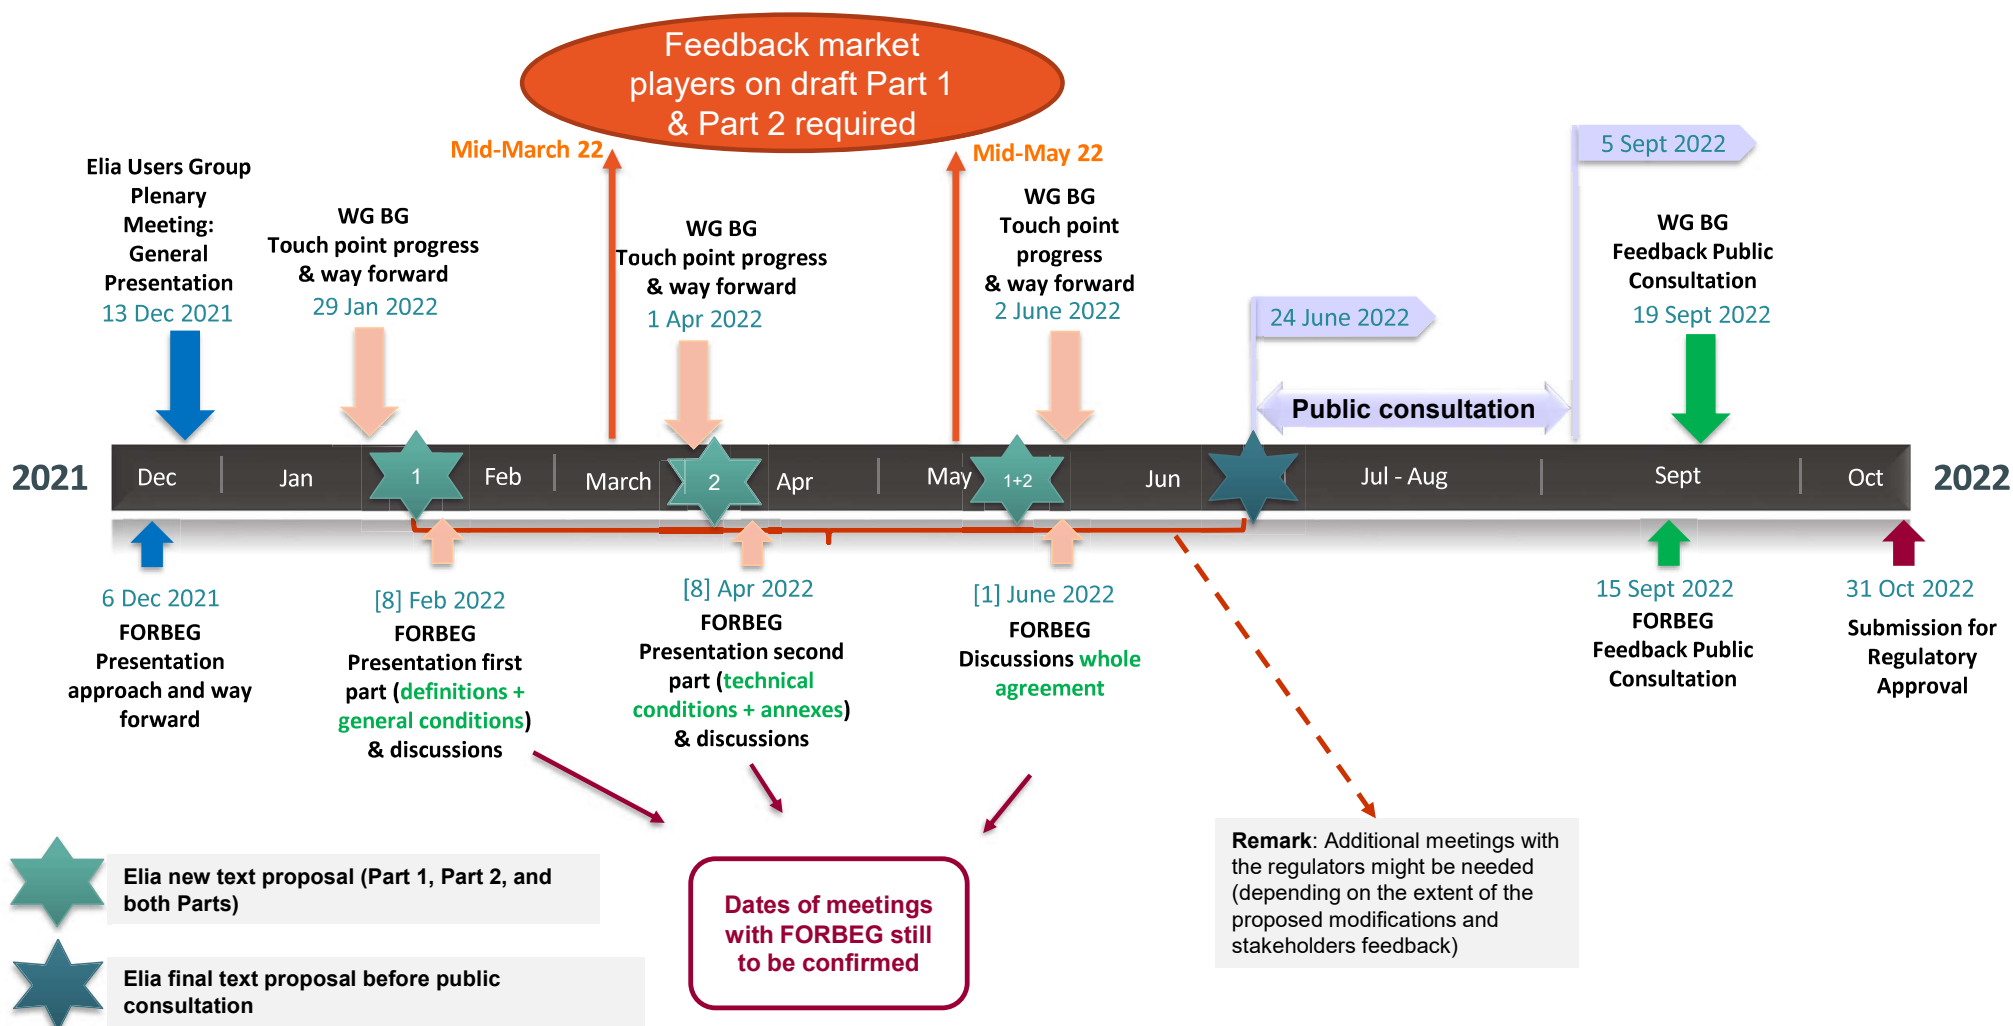 Feedback market
players on draft Part 1
& Part 2 required
Mid-March 22
Mid-May 22
Elia Users Group
Plenary
Meeting:
General
Presentation
13 Dec 2021
WG BG
Touch point progress
& way forward
29 Jan 2022
WG BG
Touch point progress
& way forward
1 Apr 2022
WG BG
Touch point
progress
& way forward
2 June 2022
24 June 2022
5 Sept 2022
Public consultation
WG BG
Feedback Public
Consultation
19 Sept 2022
2021
Dec
Jan
1
Feb
March
2
Apr
May
1+2
Jun
Jul - Aug
Sept
Oct
2022
6 Dec 2021
FORBEG
Presentation
approach and way
forward
[8] Feb 2022
FORBEG
Presentation first
part (definitions +
general conditions)
& discussions
[8] Apr 2022
FORBEG
Presentation second
part (technical
conditions + annexes)
& discussions
[1] June 2022
FORBEG
Discussions whole
agreement
15 Sept 2022
FORBEG
Feedback Public
Consultation
31 Oct 2022
Submission for
Regulatory
Approval
Dates of meetings
with FORBEG still
to be confirmed
Remark: Additional meetings with
the regulators might be needed
(depending on the extent of the
proposed modifications and
stakeholders feedback)
Elia new text proposal (Part 1, Part 2, and
both Parts)
Elia final text proposal before public
consultation